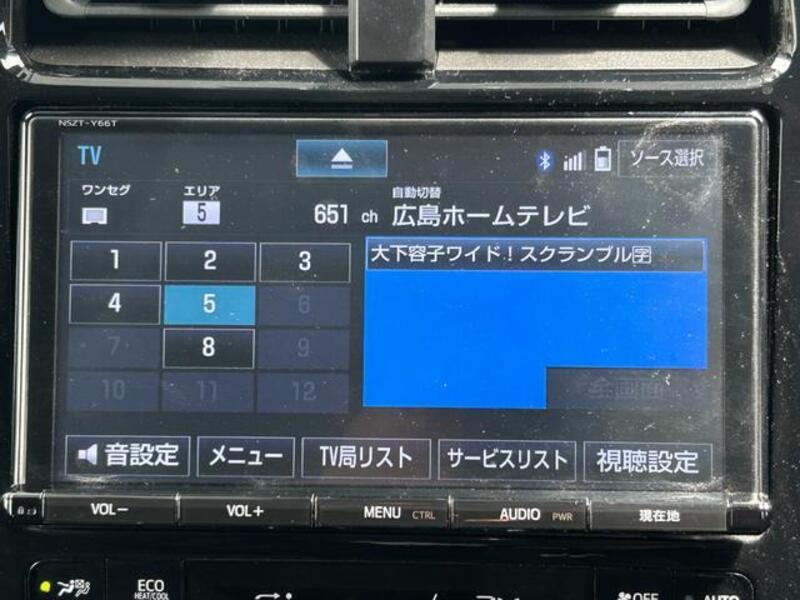 NSZT-Y66T
TV
ソース選択
ワンセグ
エリア
5
651 ch
自動切替
広島ホームテレビ
1
2
3
大下容子ワイド!スクランブル字
4
5
6
7
8
9
10
11
12
全画面
音設定
メニュー
TV局リスト
サービスリスト
視聴設定
VOL−
VOL+
MENU CTRL
AUDIO PWR
現在地
ECO
HEAT/COOL
OFF
AUTO